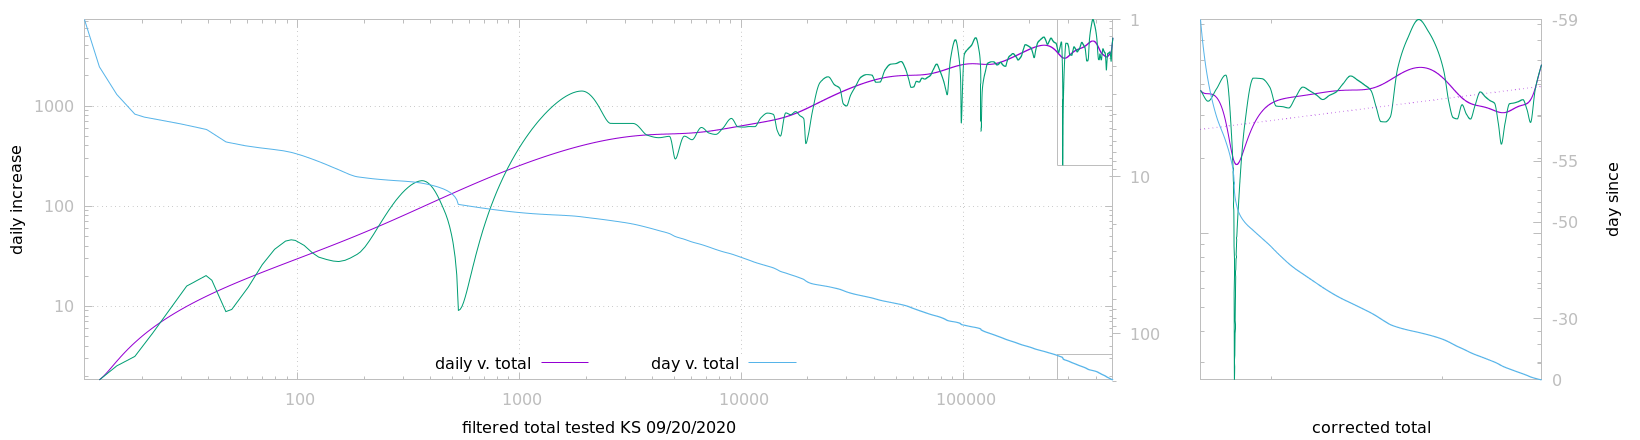 daily increase
1000
100
10
100
1000
10000
100000
1
10
100
daily v. total
day v. total
filtered total tested KS 09/20/2020
-59
-55
-50
-30
0
day since
corrected total